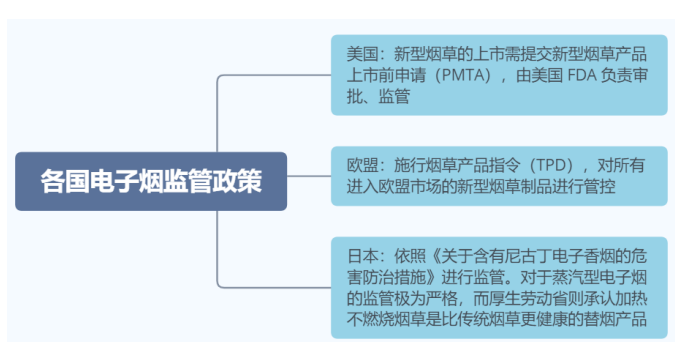 各国电子烟监管政策
美国：新型烟草的上市需提交新型烟草产品
上市前申请（PMTA），由美国 FDA 负责审
批、监管
欧盟：施行烟草产品指令（TPD），对所有
进入欧盟市场的新型烟草制品进行管控
日本：依照《关于含有尼古丁电子香烟的危
害防治措施》进行监管。对于蒸汽型电子烟
的监管极为严格，而厚生劳动省则承认加热
不燃烧烟草是比传统烟草更健康的替烟产品